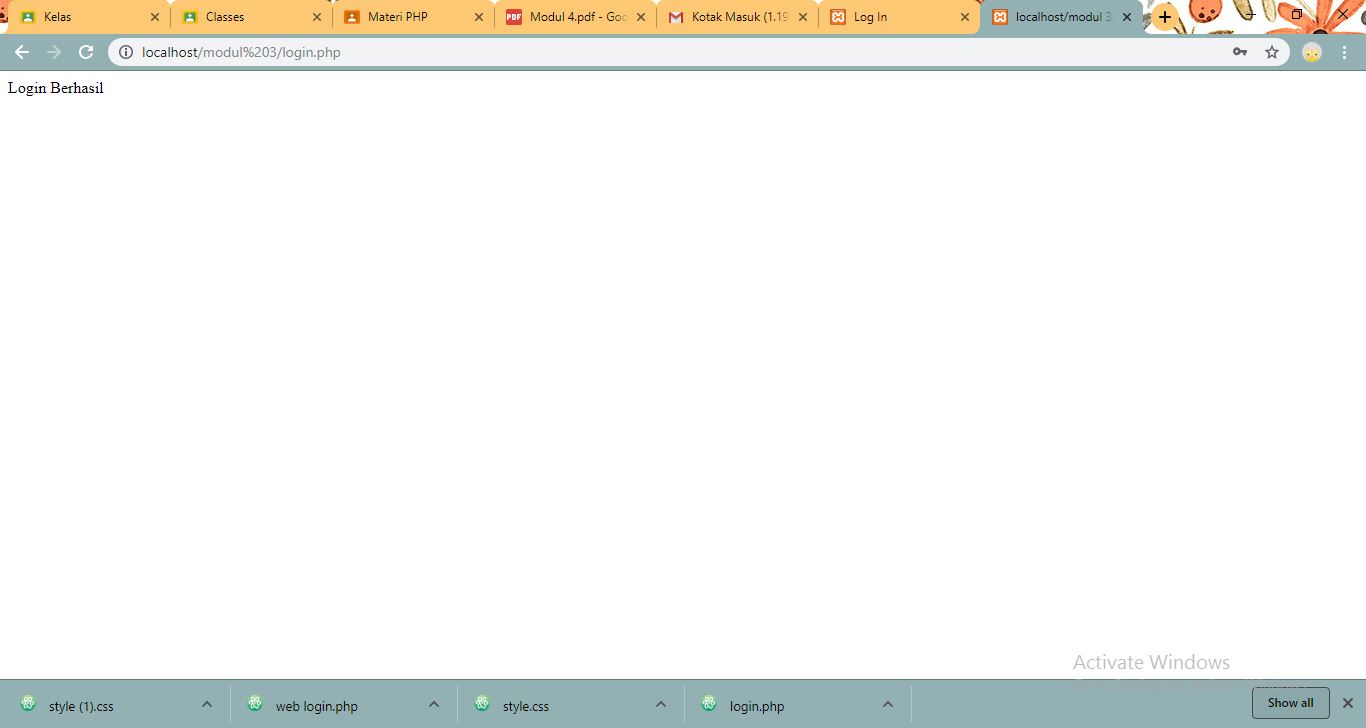 Kelas
Classes
Materi PHP
Modul 4.pdf - Goo
Kotak Masuk (1.19
Log In
localhost/modul 3
localhost/modul%203/login.php
Login Berhasil
Activate Windows
style (1).css
web login.php
style.css
login.php
Show all